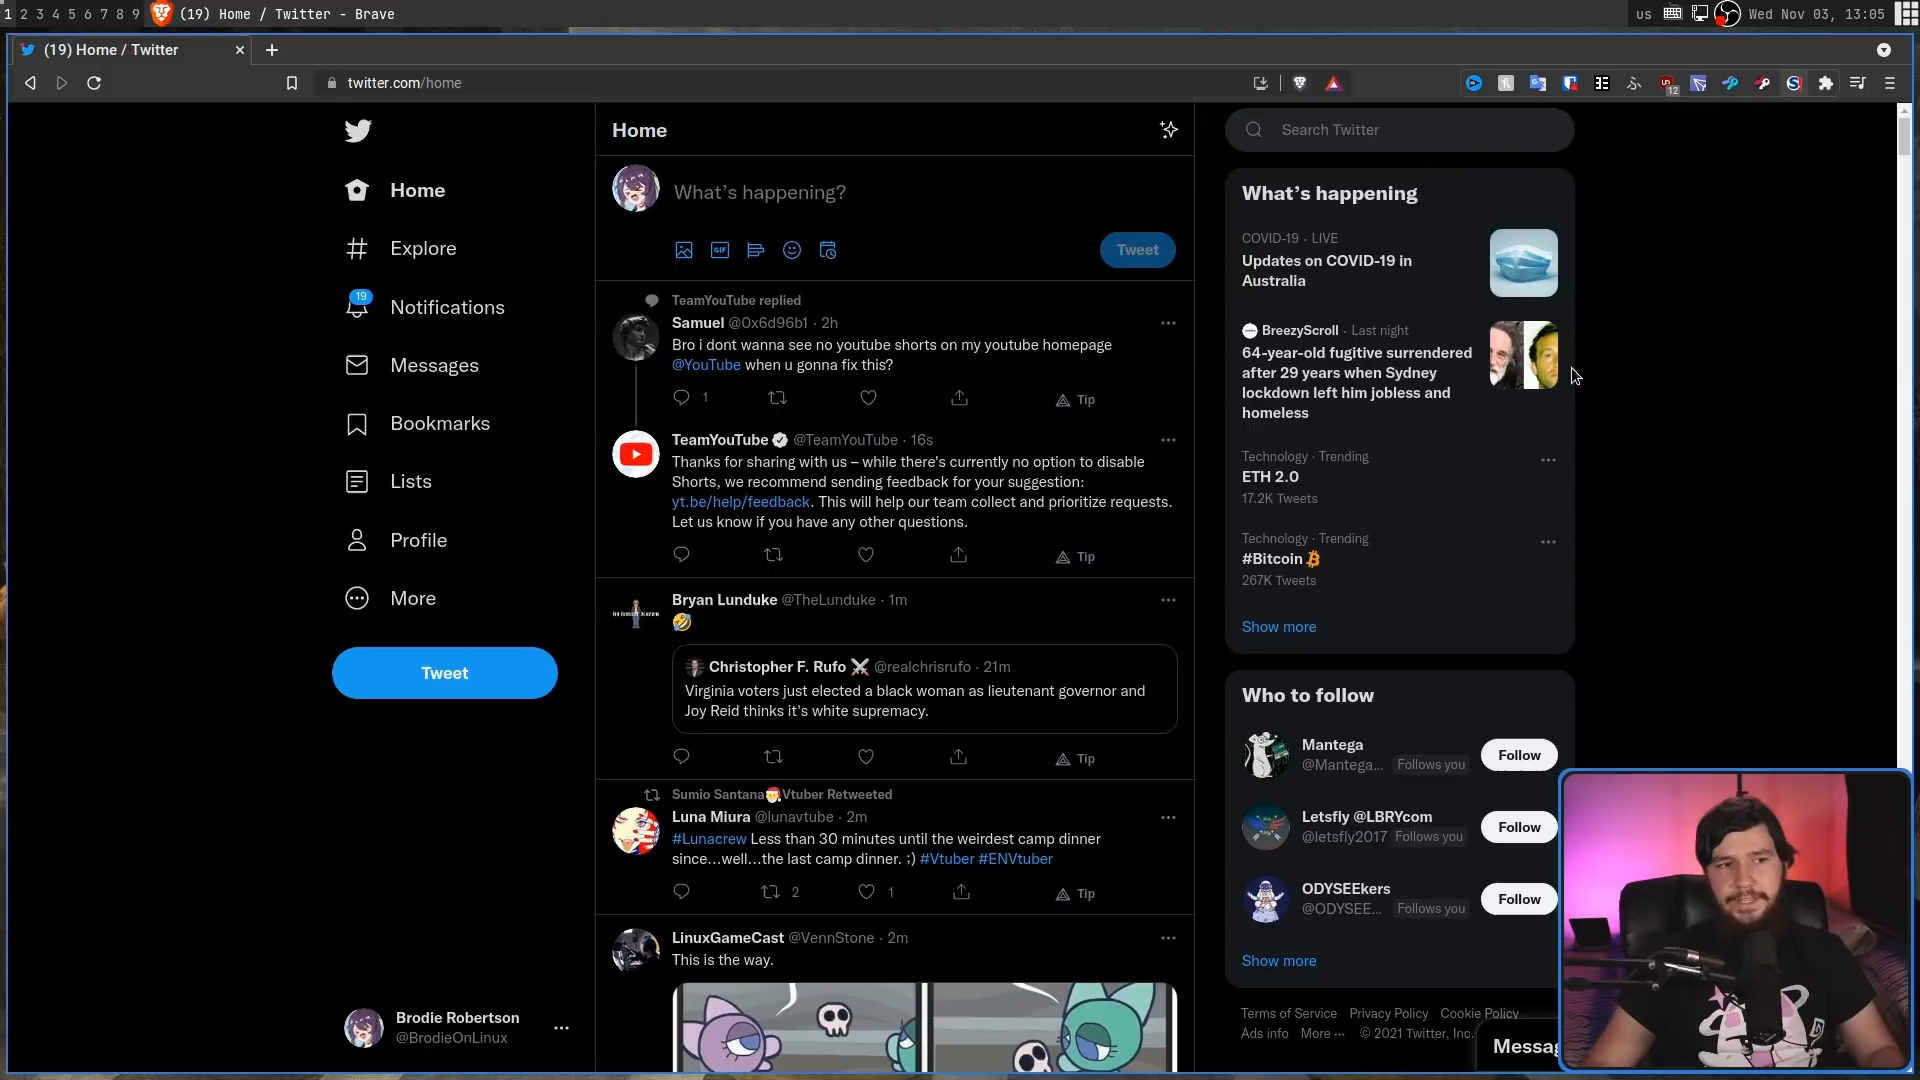 1 2 3 4 5 6 7 8 9 (19) Home / Twitter - Brave
us Wed Nov 03, 13:05
(19) Home / Twitter
twitter.com/home
12
Home
Explore
19
Notifications
Messages
Bookmarks
Lists
Profile
More
Tweet
Brodie Robertson
@BrodieOnLinux
Home
What's happening?
GIF
Tweet
TeamYouTube replied
Samuel @0x6d96b1 · 2h
Bro i dont wanna see no youtube shorts on my youtube homepage
@YouTube when u gonna fix this?
1 Tip
TeamYouTube @TeamYouTube · 16s
Thanks for sharing with us – while there's currently no option to disable
Shorts, we recommend sending feedback for your suggestion:
yt.be/help/feedback. This will help our team collect and prioritize requests.
Let us know if you have any other questions.
Tip
Bryan Lunduke @TheLunduke · 1m
🤣
Christopher F. Rufo ⚔️ @realchrisrufo · 21m
Virginia voters just elected a black woman as lieutenant governor and
Joy Reid thinks it's white supremacy.
Tip
Sumio Santana🎅Vtuber Retweeted
Luna Miura @lunavtube · 2m
#Lunacrew Less than 30 minutes until the weirdest camp dinner
since...well...the last camp dinner. ;) #Vtuber #ENVtuber
2 1 Tip
LinuxGameCast @VennStone · 2m
This is the way.
Search Twitter
What's happening
COVID-19 · LIVE
Updates on COVID-19 in
Australia
BreezyScroll · Last night
64-year-old fugitive surrendered
after 29 years when Sydney
lockdown left him jobless and
homeless
Technology · Trending
ETH 2.0
17.2K Tweets
Technology · Trending
#Bitcoin
267K Tweets
Show more
Who to follow
Mantega
@Mantega... Follows you
Follow
Letsfly @LBRYcom
@letsfly2017 Follows you
Follow
ODYSEEkers
@ODYSEE... Follows you
Follow
Show more
Terms of Service Privacy Policy Cookie Policy
Ads info More ··· © 2021 Twitter, Inc.
Messag